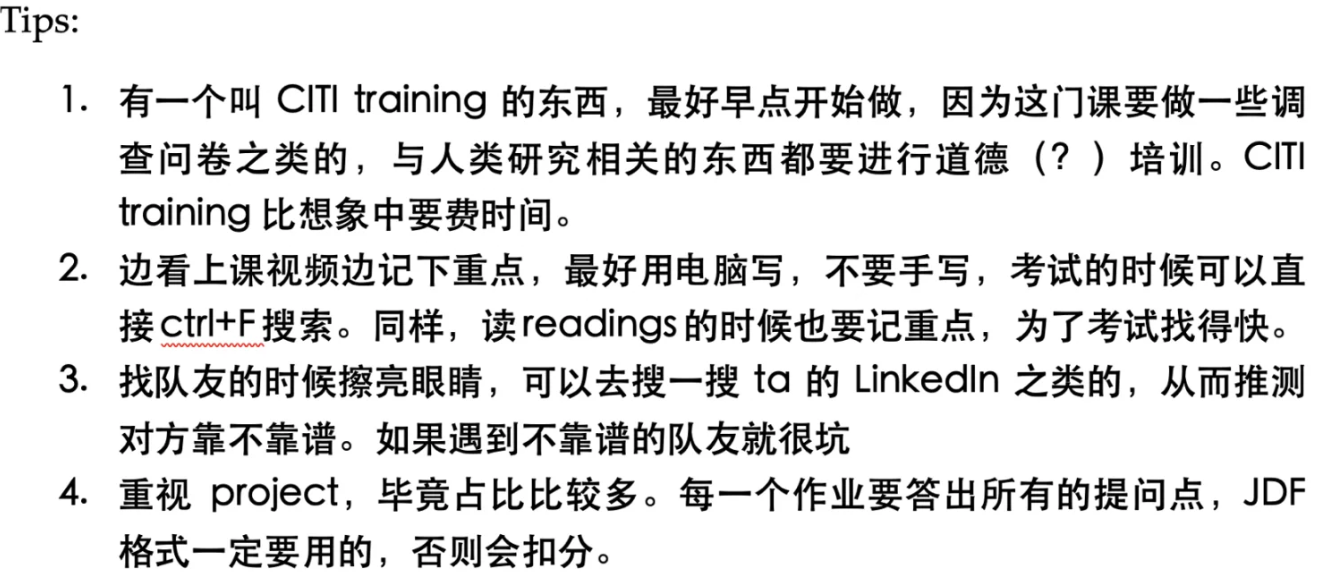 Tips:
1. 有一个叫 CITI training 的东西，最好早点开始做，因为这门课要做一些调
查问卷之类的，与人类研究相关的东西都要进行道德（？）培训。CITI
training 比想象中要费时间。
2. 边看上课视频边记下重点，最好用电脑写，不要手写，考试的时候可以直
接 ctrl+F 搜索。同样，读 readings 的时候也要记重点，为了考试找得快。
3. 找队友的时候擦亮眼睛，可以去搜一搜 ta 的 LinkedIn 之类的，从而推测
对方靠不靠谱。如果遇到不靠谱的队友就很坑
4. 重视 project，毕竟占比比较多。每一个作业要答出所有的提问点，JDF
格式一定要用的，否则会扣分。